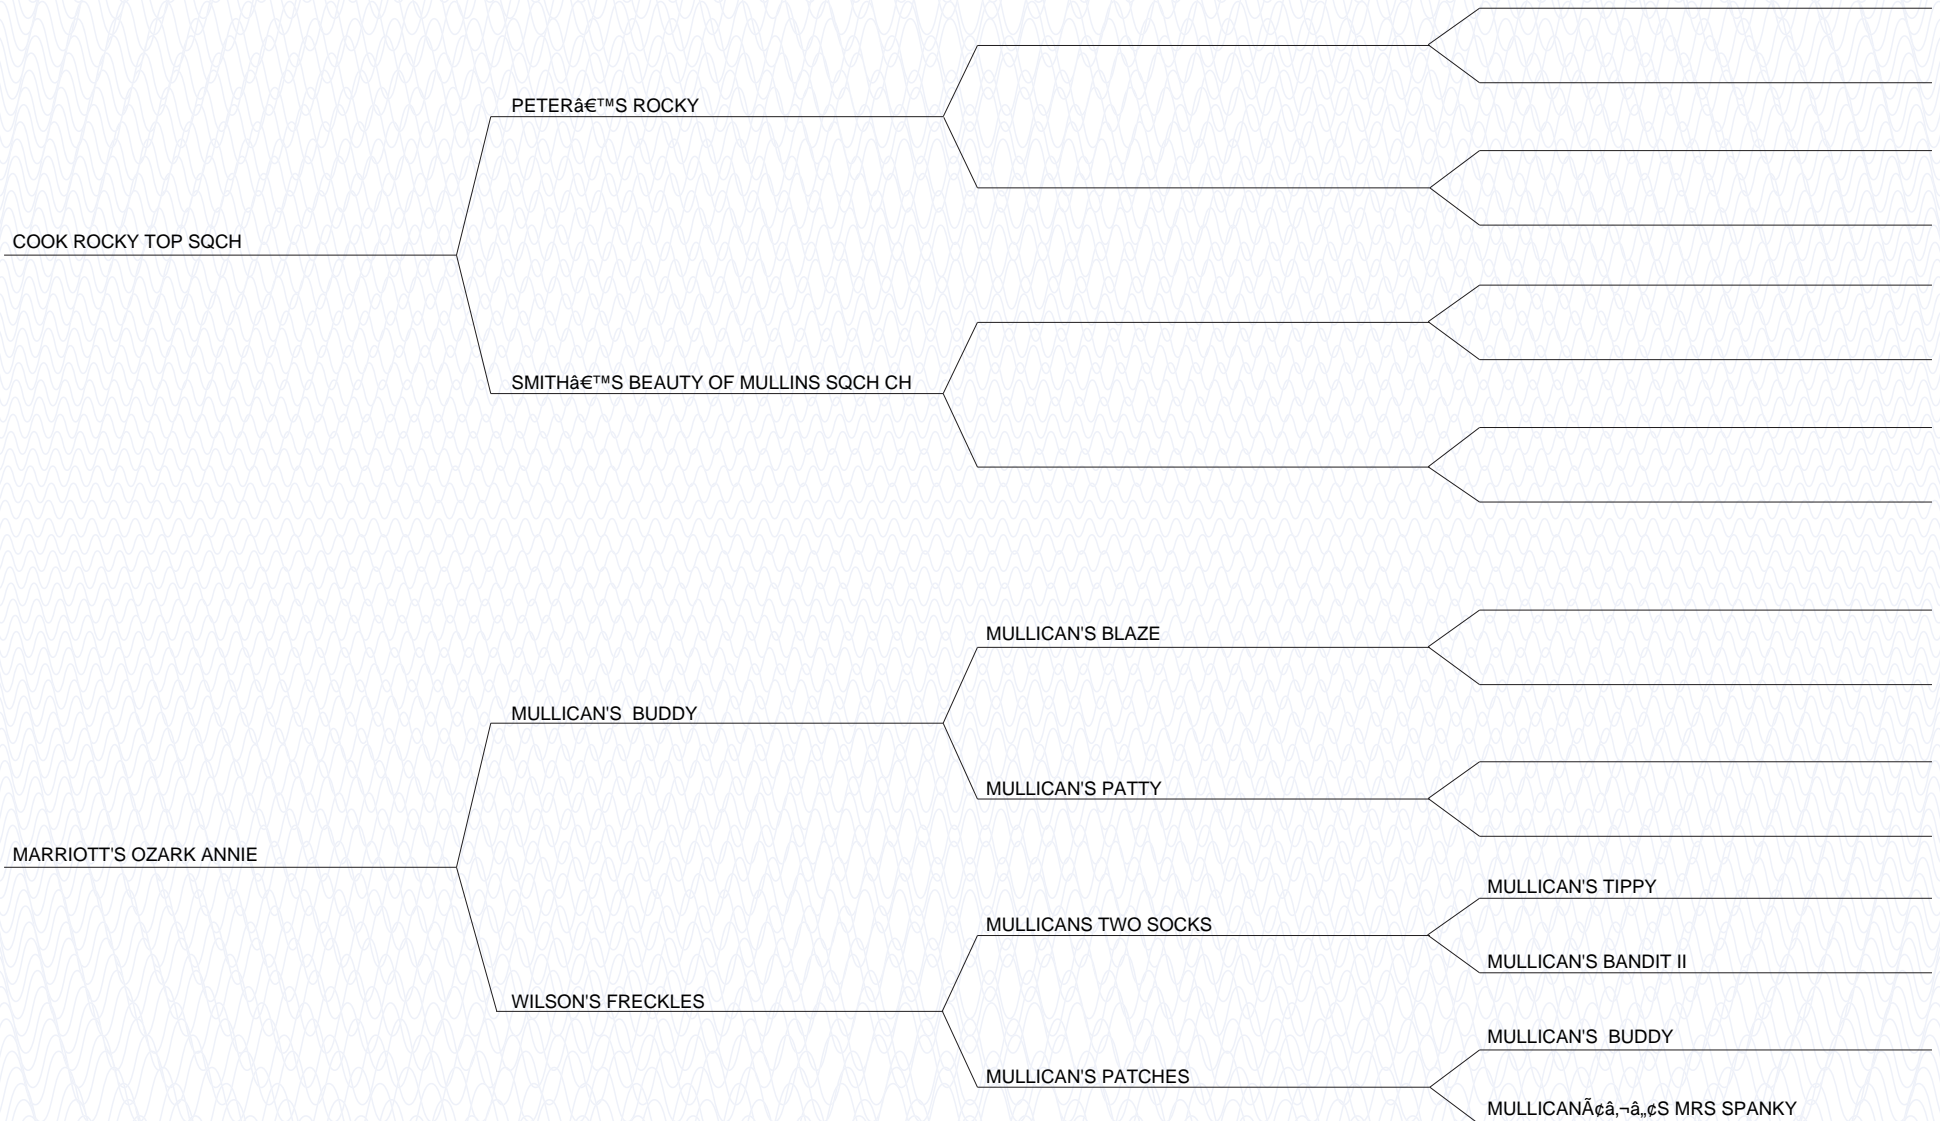 PETERâ€™S ROCKY
COOK ROCKY TOP SQCH
SMITHâ€™S BEAUTY OF MULLINS SQCH CH
MULLICAN'S BLAZE
MULLICAN'S  BUDDY
MULLICAN'S PATTY
MARRIOTT'S OZARK ANNIE
MULLICAN'S TIPPY
MULLICANS TWO SOCKS
MULLICAN'S BANDIT II
WILSON'S FRECKLES
MULLICAN'S  BUDDY
MULLICAN'S PATCHES
MULLICANÃ¢â‚¬â„¢S MRS SPANKY